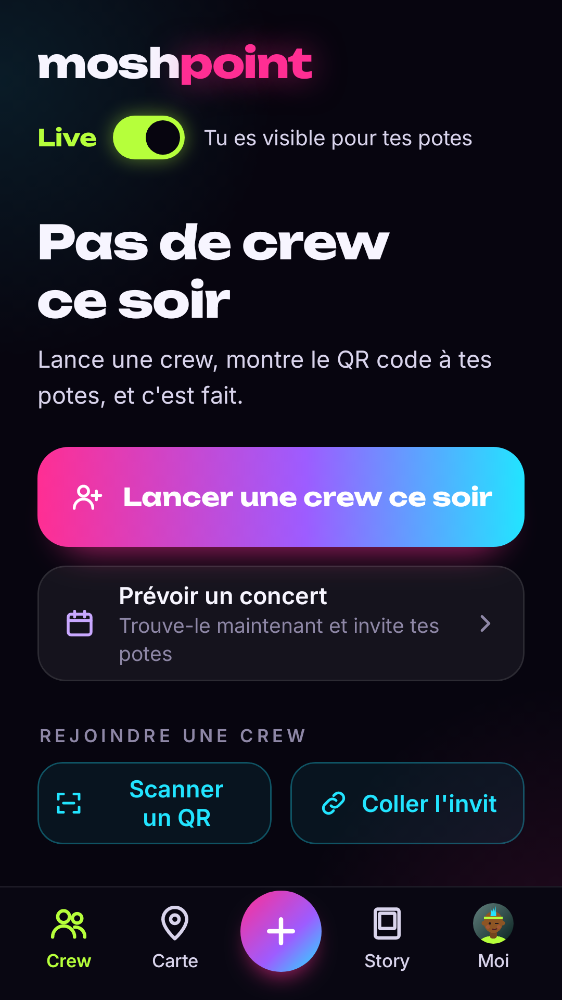 moshpoint
Live
Tu es visible pour tes potes
Pas de crew
ce soir
Lance une crew, montre le QR code à tes
potes, et c'est fait.
Lancer une crew ce soir
Prévoir un concert
Trouve-le maintenant et invite tes
potes
REJOINDRE UNE CREW
Scanner
un QR
Coller l'invit
Crew
Carte
Story
Moi